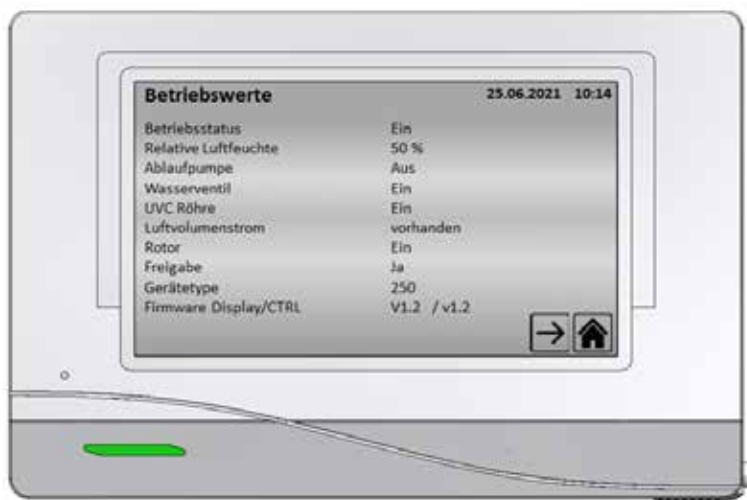 Betriebswerte 25.06.2021 10:14
Betriebsstatus Ein
Relative Luftfeuchte 50 %
Ablaufpumpe Aus
Wasserventil Ein
UVC Röhre Ein
Luftvolumenstrom vorhanden
Rotor Ein
Freigabe Ja
Gerätetype 250
Firmware Display/CTRL V1.2 / v1.2